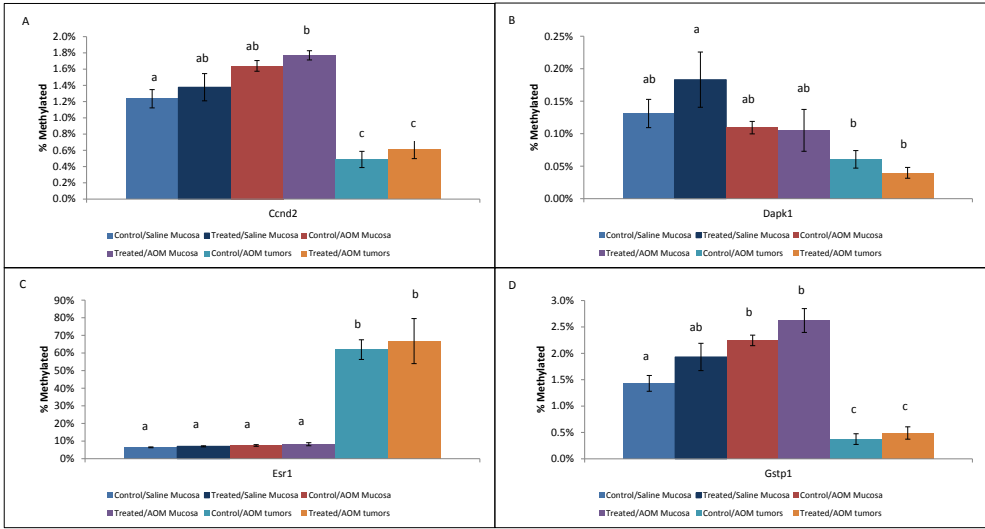 A
% Methylated
2.0%
1.8%
1.6%
1.4%
1.2%
1.0%
0.8%
0.6%
0.4%
0.2%
0.0%
a
ab
ab
b
c
c
Ccnd2
Control/Saline Mucosa
Treated/Saline Mucosa
Control/AOM Mucosa
Treated/AOM Mucosa
Control/AOM tumors
Treated/AOM tumors
B
% Methylated
0.25%
0.20%
0.15%
0.10%
0.05%
0.00%
ab
a
ab
ab
b
b
Dapk1
Control/Saline Mucosa
Treated/Saline Mucosa
Control/AOM Mucosa
Treated/AOM Mucosa
Control/AOM tumors
Treated/AOM tumors
C
% Methylated
90%
80%
70%
60%
50%
40%
30%
20%
10%
0%
a
a
a
a
b
b
Esr1
Control/Saline Mucosa
Treated/Saline Mucosa
Control/AOM Mucosa
Treated/AOM Mucosa
Control/AOM tumors
Treated/AOM tumors
D
% Methylated
3.0%
2.5%
2.0%
1.5%
1.0%
0.5%
0.0%
a
ab
b
b
c
c
Gstp1
Control/Saline Mucosa
Treated/Saline Mucosa
Control/AOM Mucosa
Treated/AOM Mucosa
Control/AOM tumors
Treated/AOM tumors